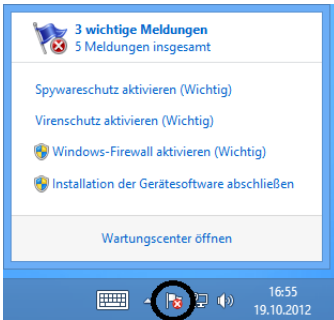 3 wichtige Meldungen
5 Meldungen insgesamt
Spywareschutz aktivieren (Wichtig)
Virenschutz aktivieren (Wichtig)
Windows-Firewall aktivieren (Wichtig)
Installation der Gerätesoftware abschließen
Wartungscenter öffnen
16:55
19.10.2012